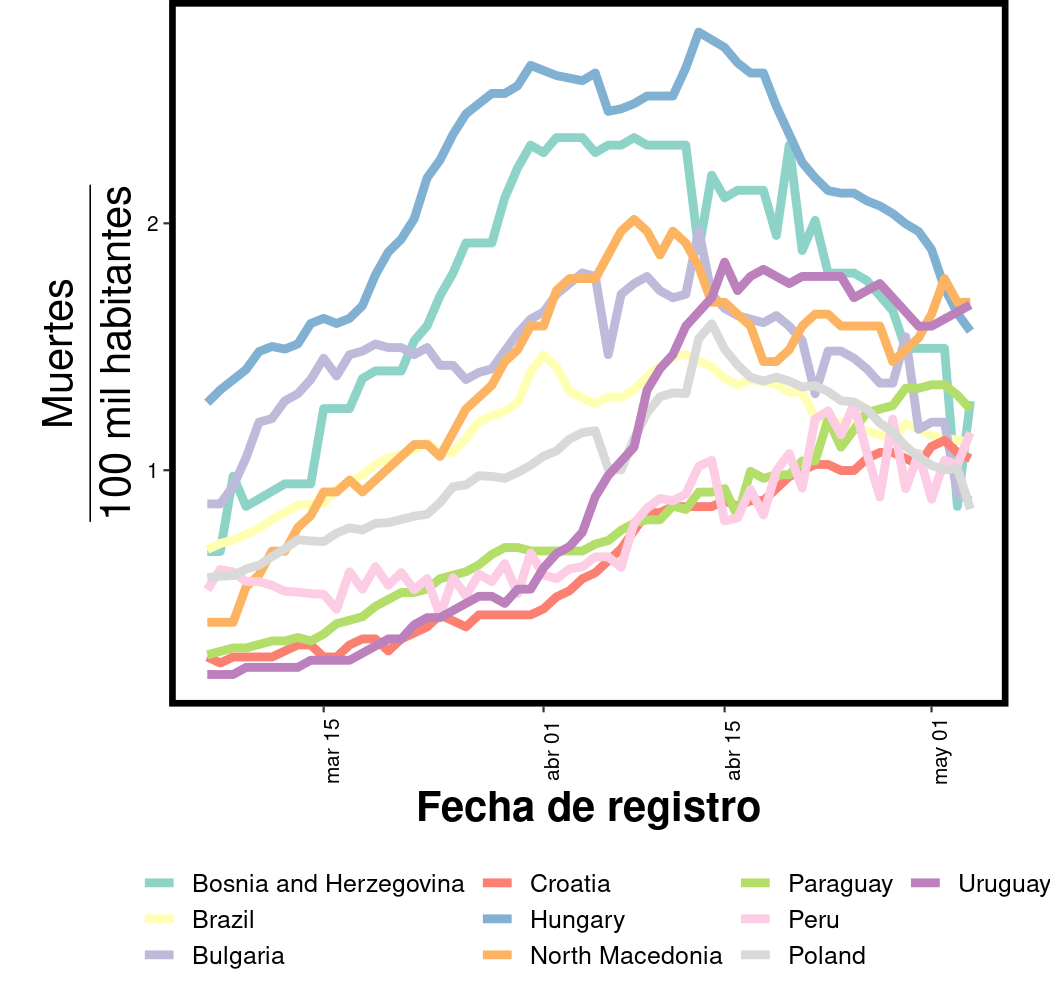 Muertes
100 mil habitantes
2
1
mar 15
abr 01
abr 15
may 01
Fecha de registro
Bosnia and Herzegovina
Croatia
Paraguay
Uruguay
Brazil
Hungary
Peru
Bulgaria
North Macedonia
Poland